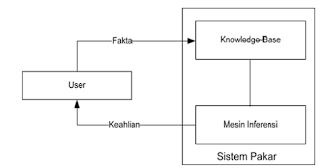 Fakta
Knowledge-Base
User
Keahlian
Mesin Inferensi
Sistem Pakar